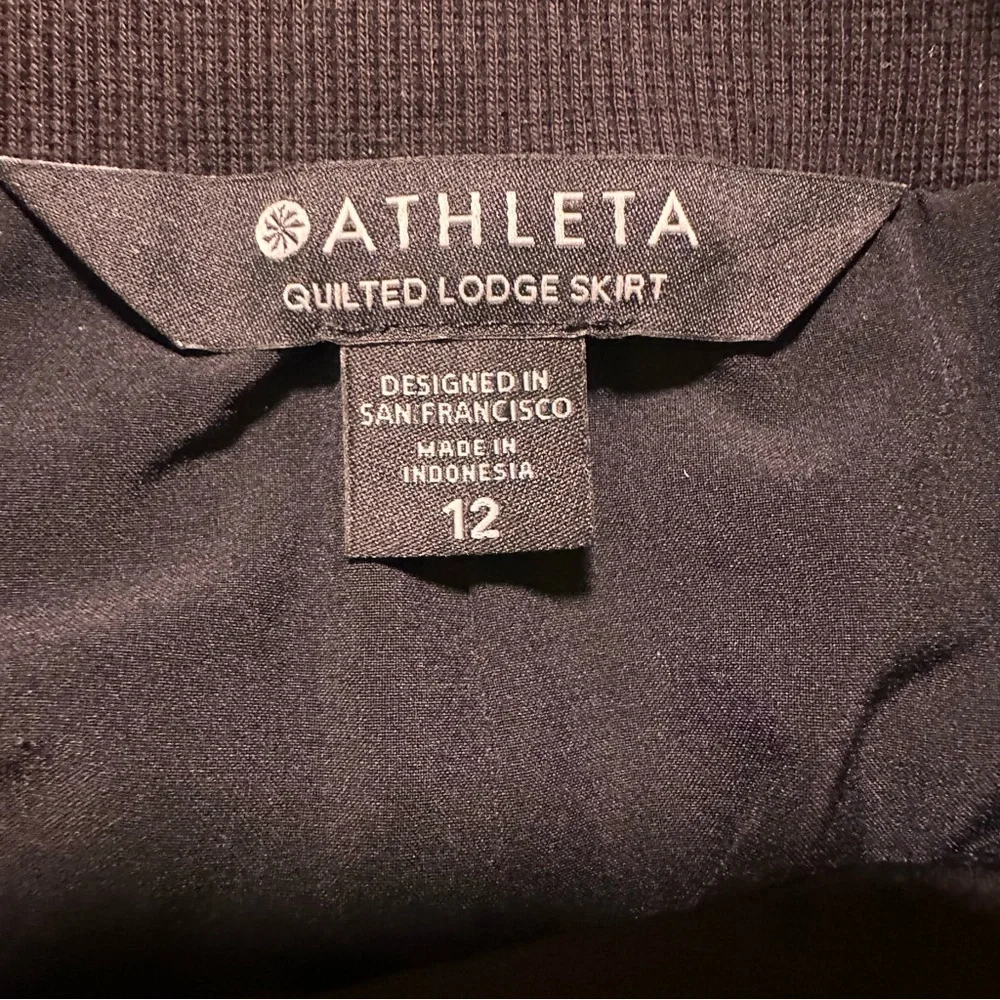 ATHLETA
QUILTED LODGE SKIRT
DESIGNED IN
SAN FRANCISCO
MADE IN
INDONESIA
12